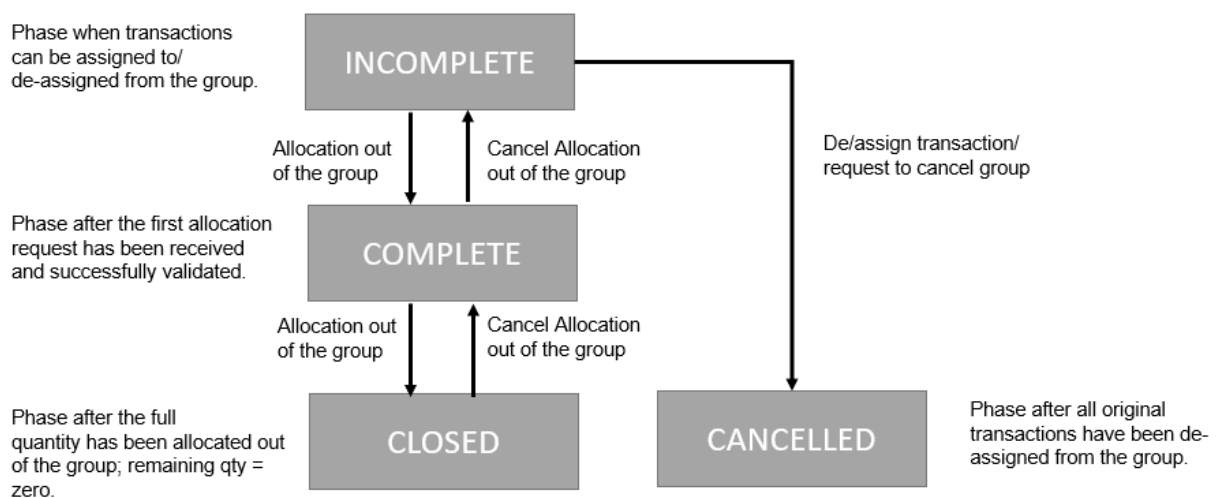 Phase when transactions
can be assigned to/
de-assigned from the group.
INCOMPLETE
Allocation out
of the group
Cancel Allocation
out of the group
De/assign transaction/
request to cancel group
Phase after the first allocation
request has been received
and successfully validated.
COMPLETE
Allocation out
of the group
Cancel Allocation
out of the group
Phase after the full
quantity has been allocated out
of the group; remaining qty =
zero.
CLOSED
CANCELLED
Phase after all original
transactions have been de-
assigned from the group.